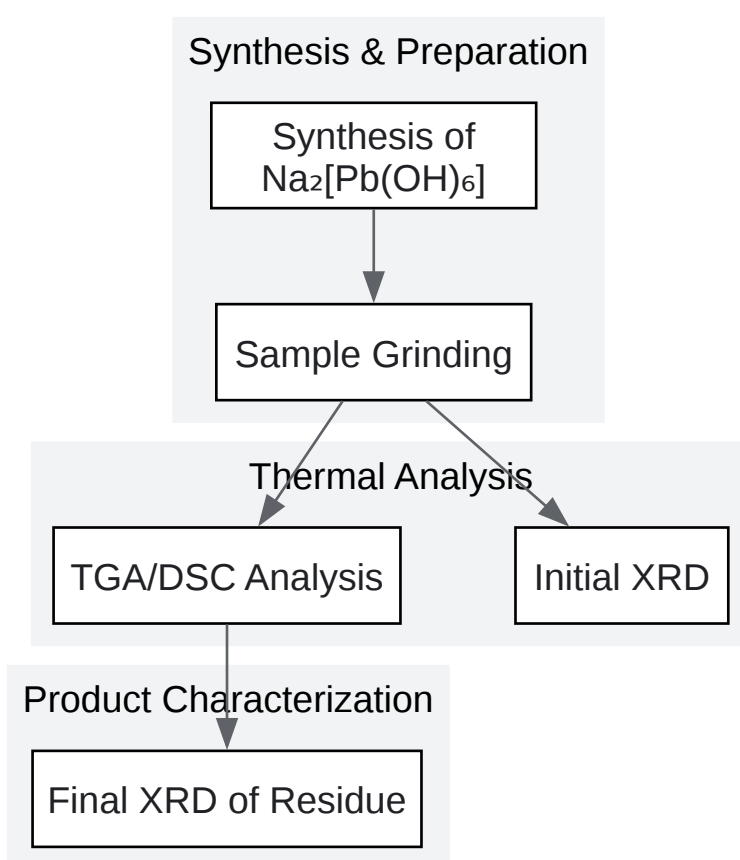 Synthesis & Preparation
Synthesis of
Na₂[Pb(OH)₆]
Sample Grinding
Thermal Analysis
TGA/DSC Analysis
Initial XRD
Product Characterization
Final XRD of Residue